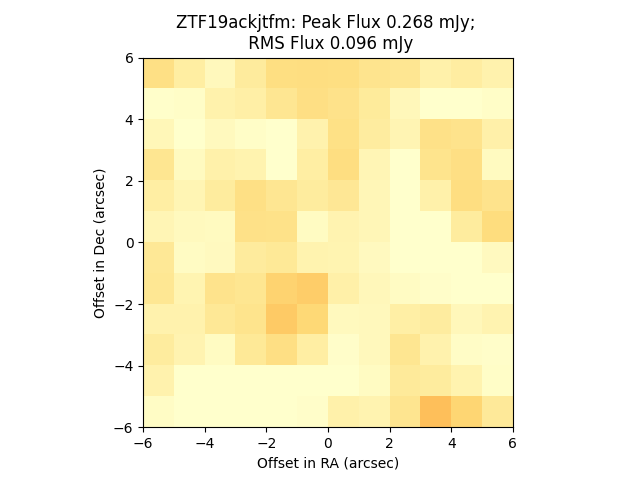 ZTF19ackjtfm: Peak Flux 0.268 mJy;
RMS Flux 0.096 mJy
6
4
2
0
−2
−4
−6
Offset in Dec (arcsec)
−6 −4 −2 0 2 4 6
Offset in RA (arcsec)